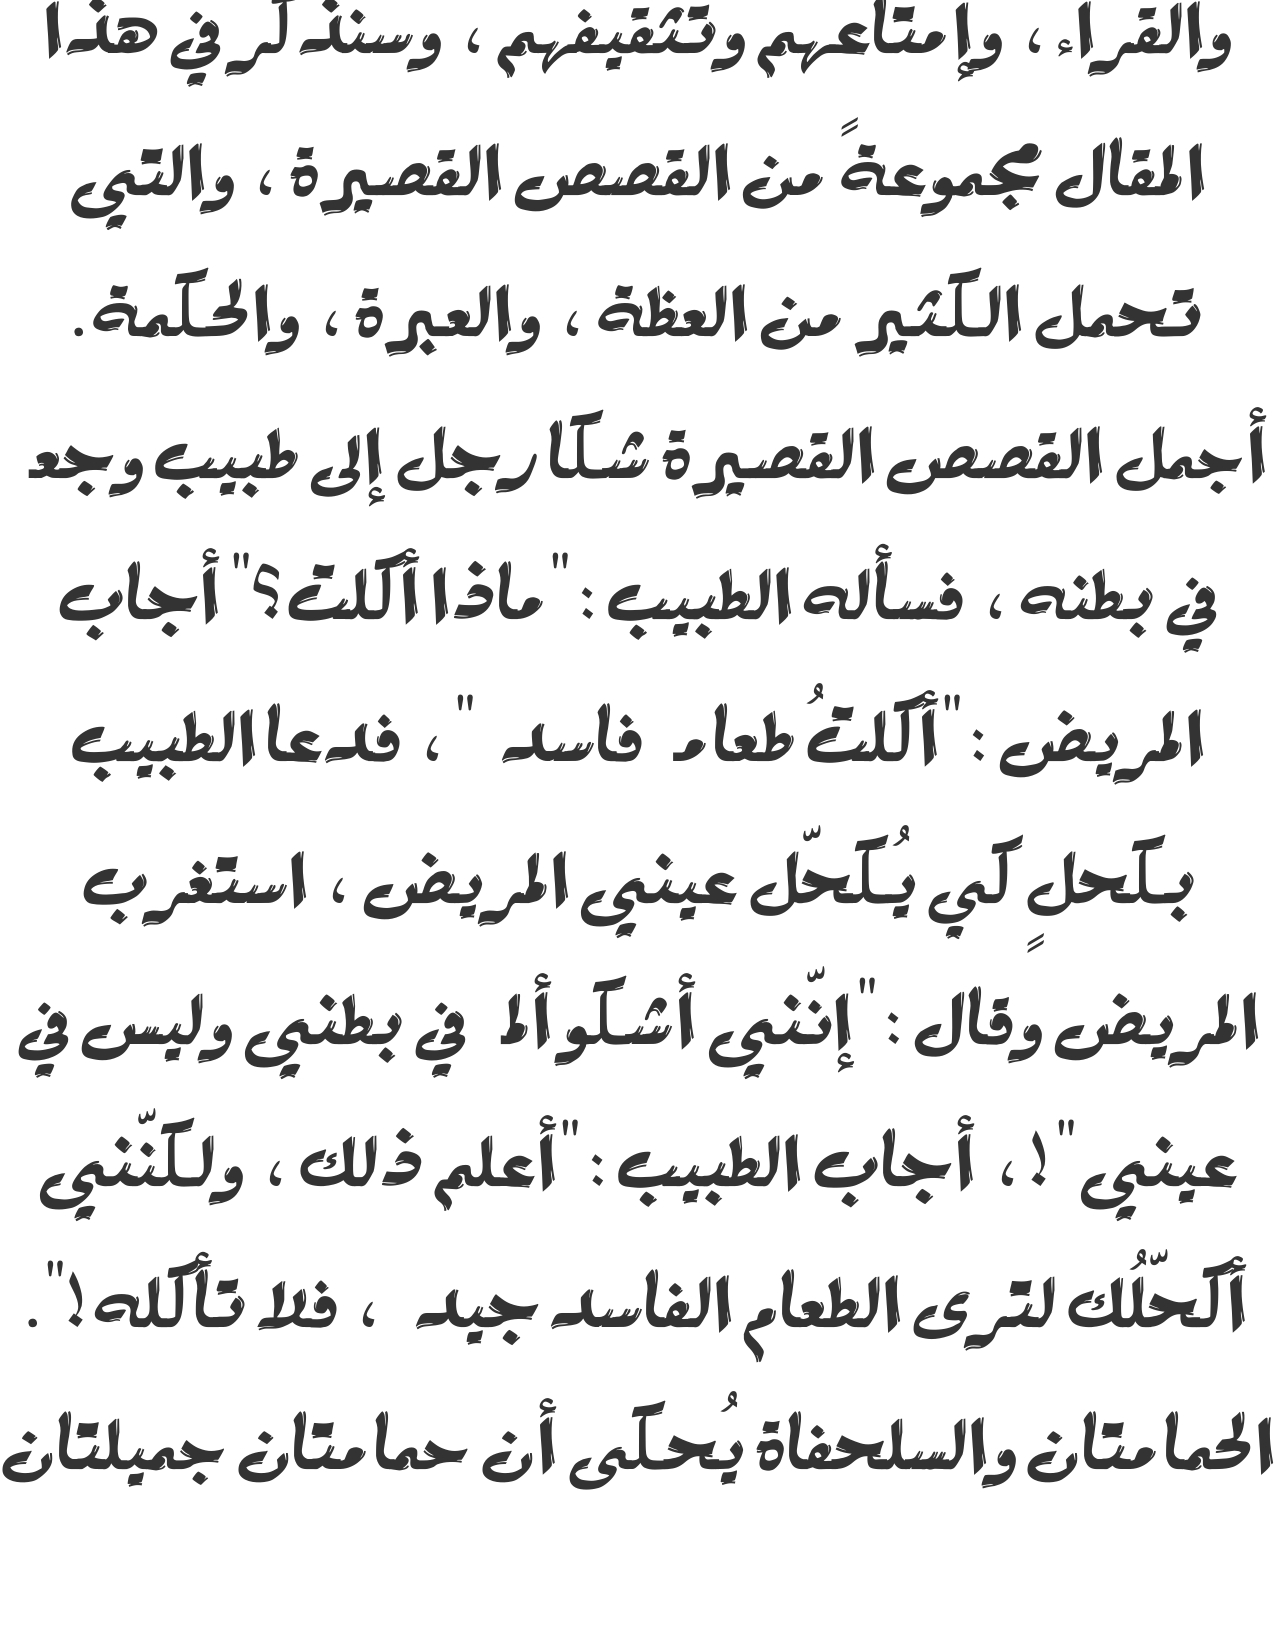 والقراء، وإمتاعهم وتثقيفهم، وسنذكر في هذا
المقال مجموعةً من القصص القصيرة، والتي
تحمل الكثير من العظة، والعبرة، والحكمة.
أجمل القصص القصيرة شكا رجل إلى طبيب وجع
في بطنه، فسأله الطبيب: "ماذا أكلت؟" أجاب
المريض: "أكلتُ طعام فاسد "، فدعا الطبيب
بكحلٍ كي يُكحّل عيني المريض، استغرب
المريض وقال: "إنّني أشكو ألم في بطني وليس في
عيني"!، أجاب الطبيب: "أعلم ذلك، ولكنّني
أكحّلُك لترى الطعام الفاسد جيد ، فلا تأكله!".
الحمامتان والسلحفاة يُحكى أن حمامتان جميلتان